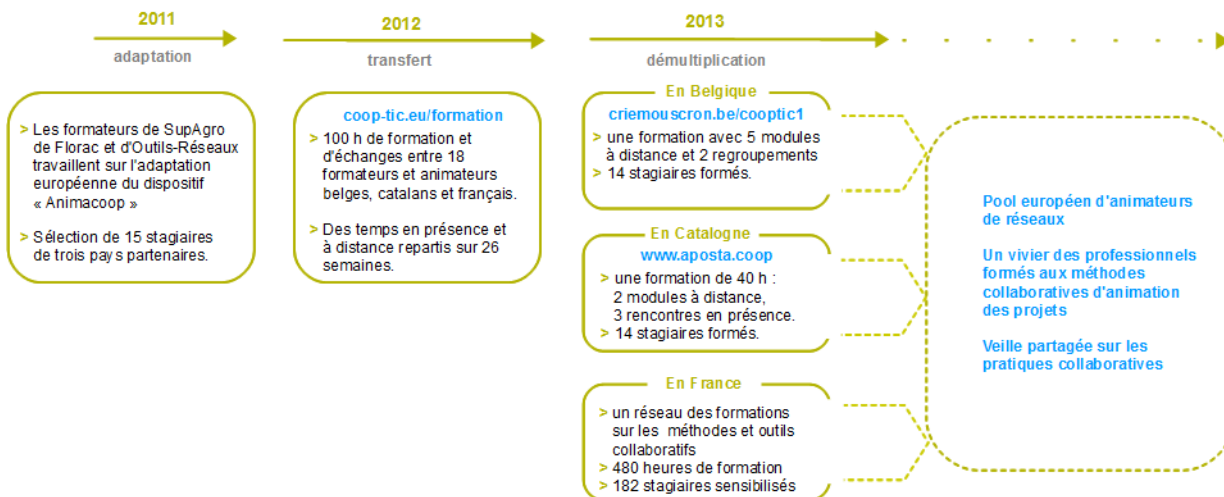 2011
adaptation
> Les formateurs de SupAgro
de Florac et d'Outils-Réseaux
travaillent sur l'adaptation
européenne du dispositif
« Animacoop »
> Sélection de 15 stagiaires
de trois pays partenaires.
2012
transfert
coop-tic.eu/formation
> 100 h de formation et
d'échanges entre 18
formateurs et animateurs
belges, catalans et français.
> Des temps en présence et
à distance repartis sur 26
semaines.
2013
démultiplication
En Belgique
criemouscron.be/cooptic1
> une formation avec 5 modules
à distance et 2 regroupements
> 14 stagiaires formés.
En Catalogne
www.aposta.coop
> une formation de 40 h :
2 modules à distance,
3 rencontres en présence.
> 14 stagiaires formés.
En France
> un réseau des formations
sur les méthodes et outils
collaboratifs
> 480 heures de formation
> 182 stagiaires sensibilisés
Pool européen d'animateurs
de réseaux
Un vivier des professionnels
formés aux méthodes
collaboratives d'animation
des projets
Veille partagée sur les
pratiques collaboratives